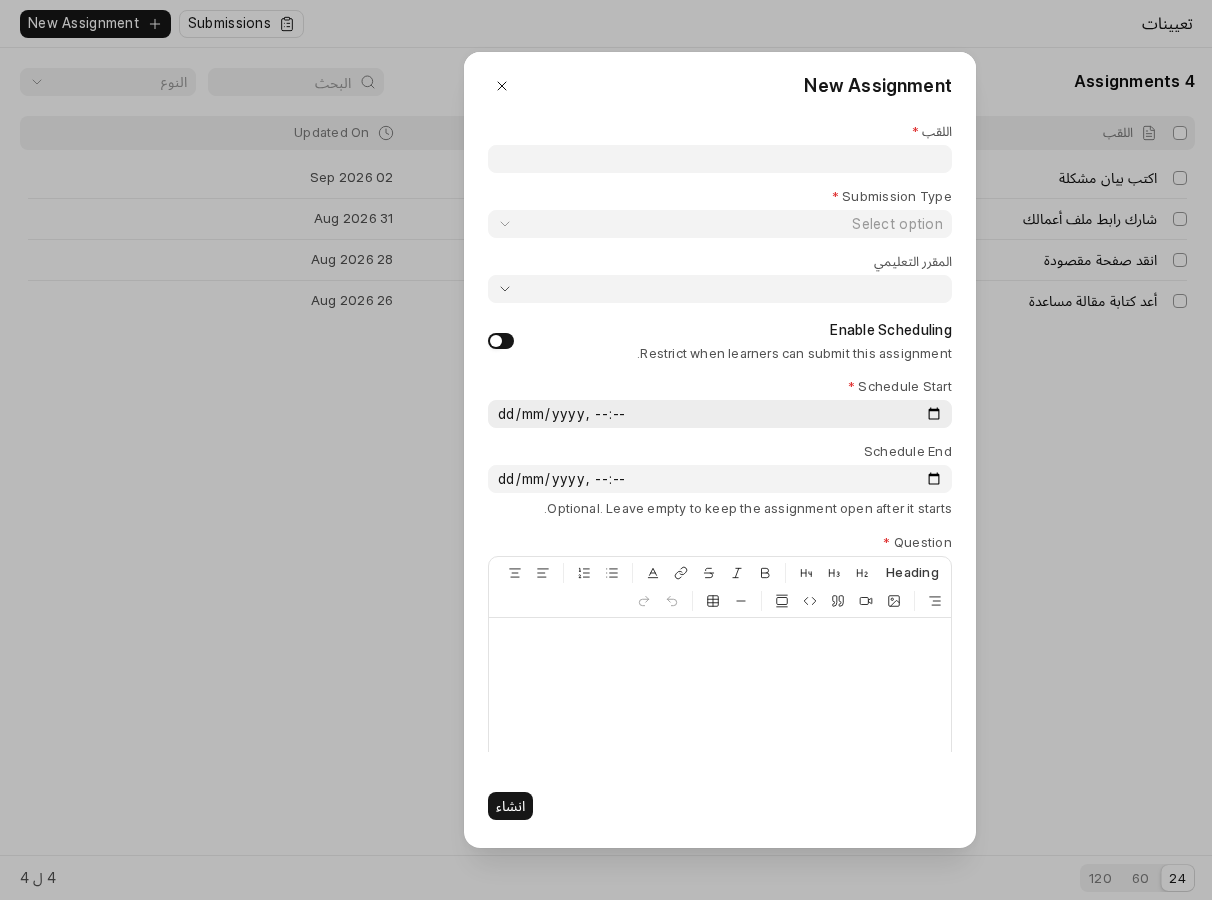 تعيينات
Submissions
New Assignment
4 Assignments
البحث
النوع
اللقب
Updated On
اكتب بيان مشكلة
02 Sep 2026
شارك رابط ملف أعمالك
31 Aug 2026
انقد صفحة مقصودة
28 Aug 2026
أعد كتابة مقالة مساعدة
26 Aug 2026
New Assignment
اللقب *
Submission Type *
Select option
المقرر التعليمي
Enable Scheduling
Restrict when learners can submit this assignment.
Schedule Start *
dd/mm/yyyy, --:--
Schedule End
dd/mm/yyyy, --:--
Optional. Leave empty to keep the assignment open after it starts.
Question *
Heading H2 H3 H4
انشاء
24 60 120
4 ل 4